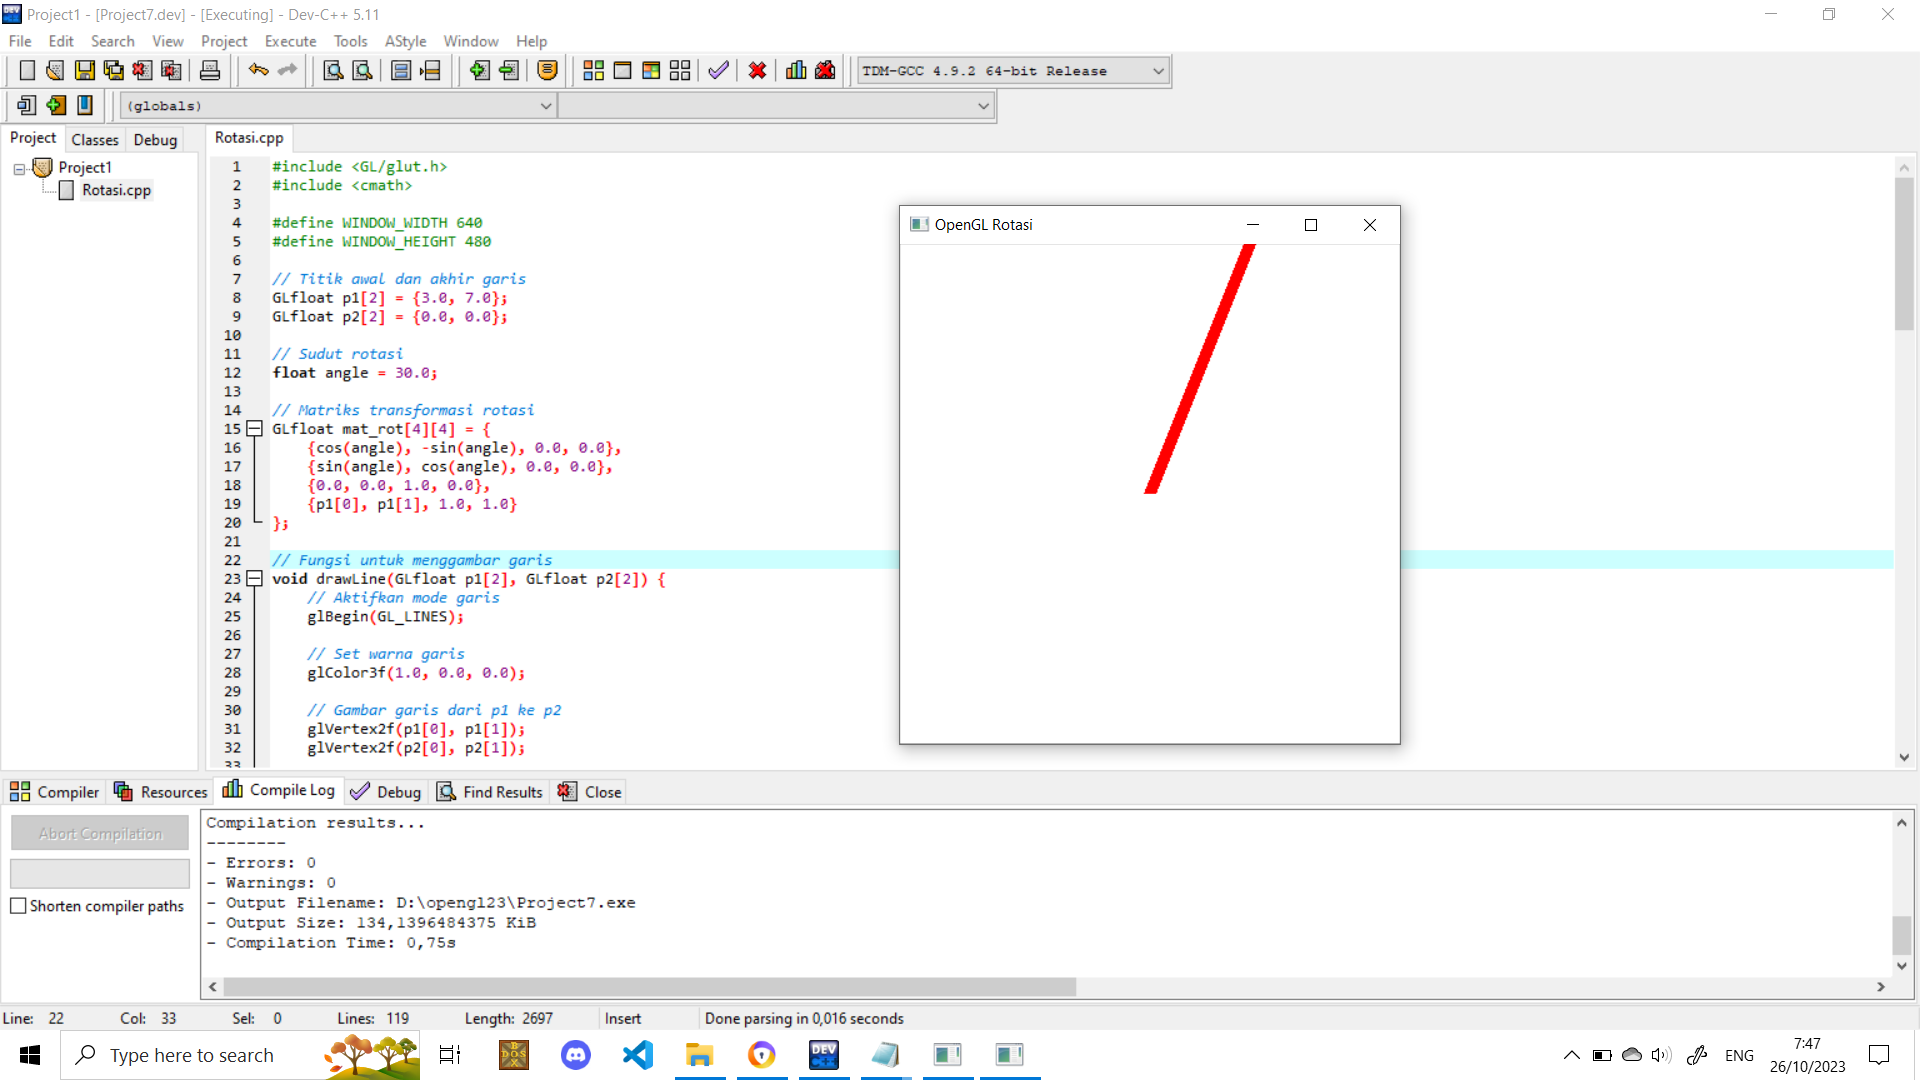 Project1 - [Project7.dev] - [Executing] - Dev-C++ 5.11
File Edit Search View Project Execute Tools AStyle Window Help
TDM-GCC 4.9.2 64-bit Release
(globals)
Project Classes Debug
Project1
Rotasi.cpp
Rotasi.cpp
1 #include <GL/glut.h>
2 #include <cmath>
3
4 #define WINDOW_WIDTH 640
5 #define WINDOW_HEIGHT 480
6
7 // Titik awal dan akhir garis
8 GLfloat p1[2] = {3.0, 7.0};
9 GLfloat p2[2] = {0.0, 0.0};
10
11 // Sudut rotasi
12 float angle = 30.0;
13
14 // Matriks transformasi rotasi
15 GLfloat mat_rot[4][4] = {
16 {cos(angle), -sin(angle), 0.0, 0.0},
17 {sin(angle), cos(angle), 0.0, 0.0},
18 {0.0, 0.0, 1.0, 0.0},
19 {p1[0], p1[1], 1.0, 1.0}
20 };
21
22 // Fungsi untuk menggambar garis
23 void drawLine(GLfloat p1[2], GLfloat p2[2]) {
24 // Aktifkan mode garis
25 glBegin(GL_LINES);
26
27 // Set warna garis
28 glColor3f(1.0, 0.0, 0.0);
29
30 // Gambar garis dari p1 ke p2
31 glVertex2f(p1[0], p1[1]);
32 glVertex2f(p2[0], p2[1]);
33
OpenGL Rotasi
Compiler Resources Compile Log Debug Find Results Close
Abort Compilation
Shorten compiler paths
Compilation results...
--------
- Errors: 0
- Warnings: 0
- Output Filename: D:\opengl23\Project7.exe
- Output Size: 134,1396484375 KiB
- Compilation Time: 0,75s
Line: 22 Col: 33 Sel: 0 Lines: 119 Length: 2697 Insert Done parsing in 0,016 seconds
Type here to search
DOS BOX
DEV C++
ENG
7:47
26/10/2023